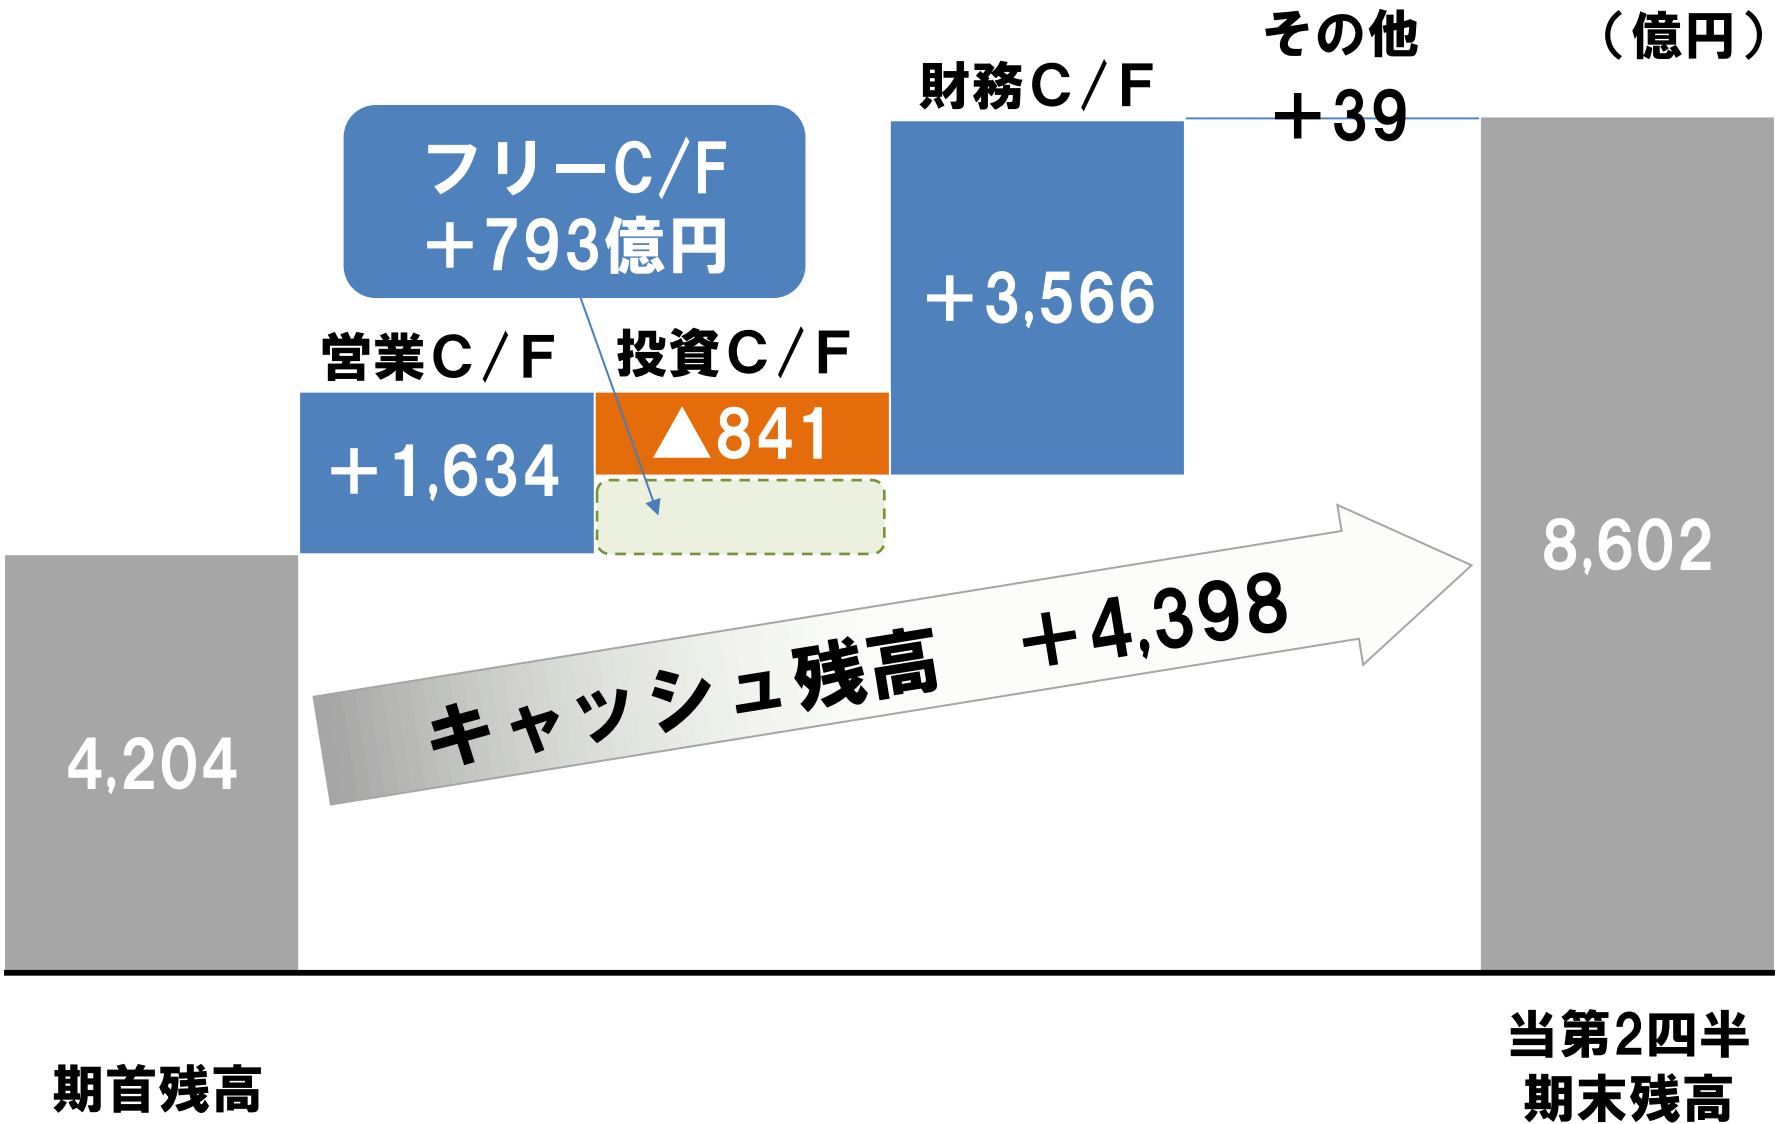 （億円）
その他
＋39
財務Ｃ／Ｆ
＋3,566
フリーC/F
＋793億円
営業Ｃ／Ｆ
＋1,634
投資Ｃ／Ｆ
▲841
8,602
キャッシュ残高　＋4,398
4,204
期首残高
当第2四半
期末残高